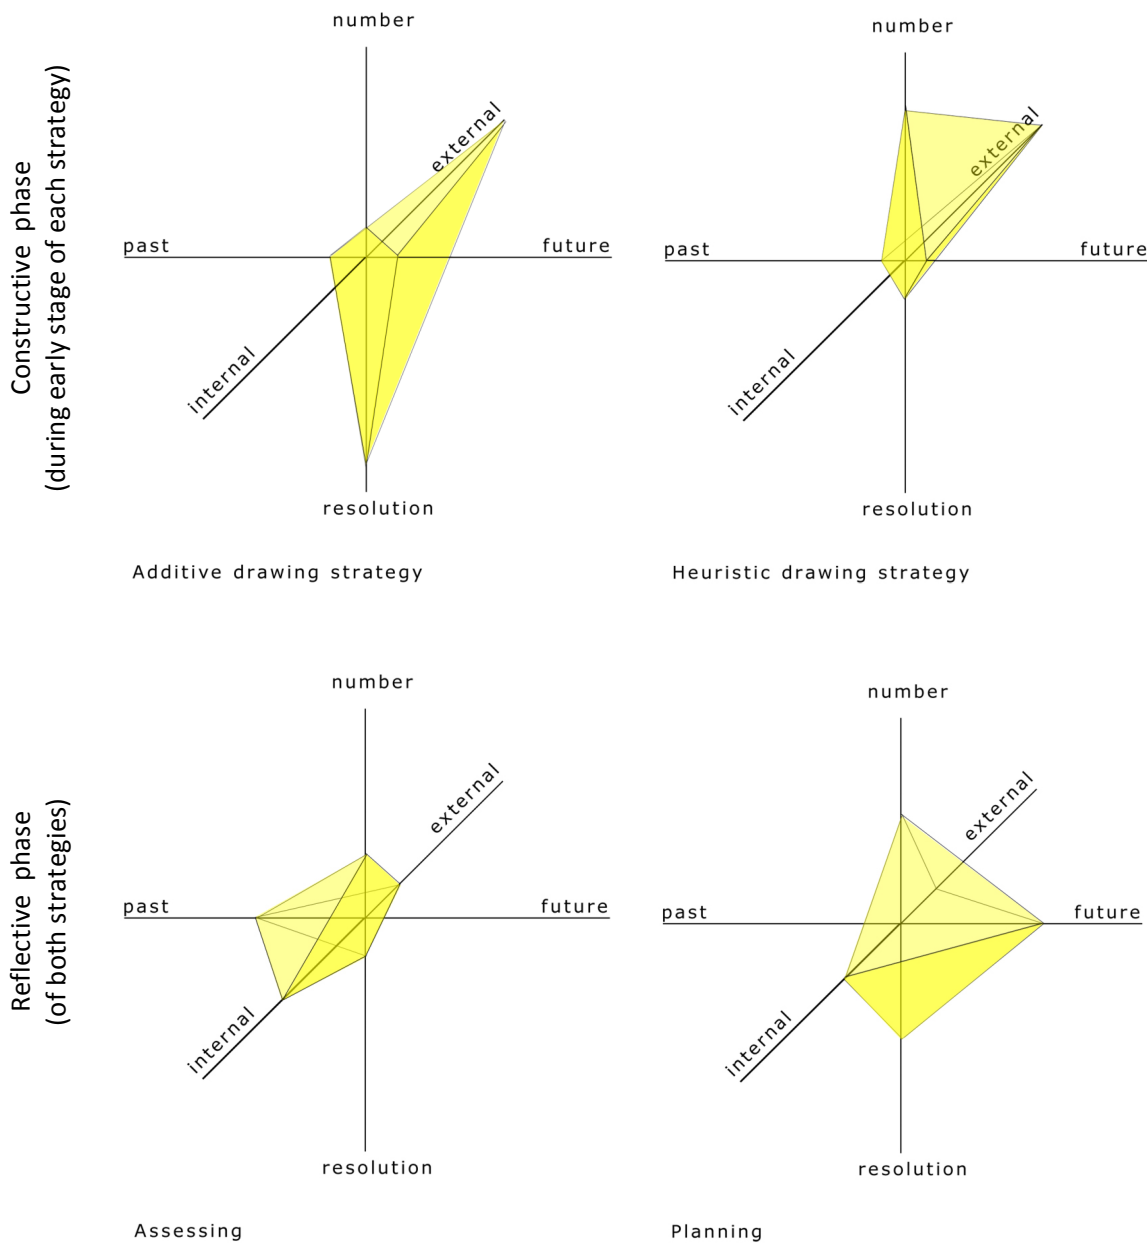 Constructive phase
(during early stage of each strategy)
number
external
past
future
internal
resolution
Additive drawing strategy
number
external
past
future
internal
resolution
Heuristic drawing strategy
Reflective phase
(of both strategies)
number
external
past
future
internal
resolution
Assessing
number
external
past
future
internal
resolution
Planning